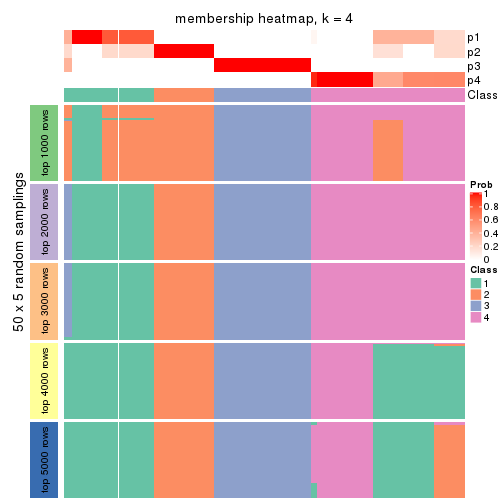 membership heatmap, k = 4
p1
p2
p3
p4
Class
50 x 5 random samplings
top 1000 rows
top 2000 rows
top 3000 rows
top 4000 rows
top 5000 rows
Prob
1
0.8
0.6
0.4
0.2
0
Class
1
2
3
4